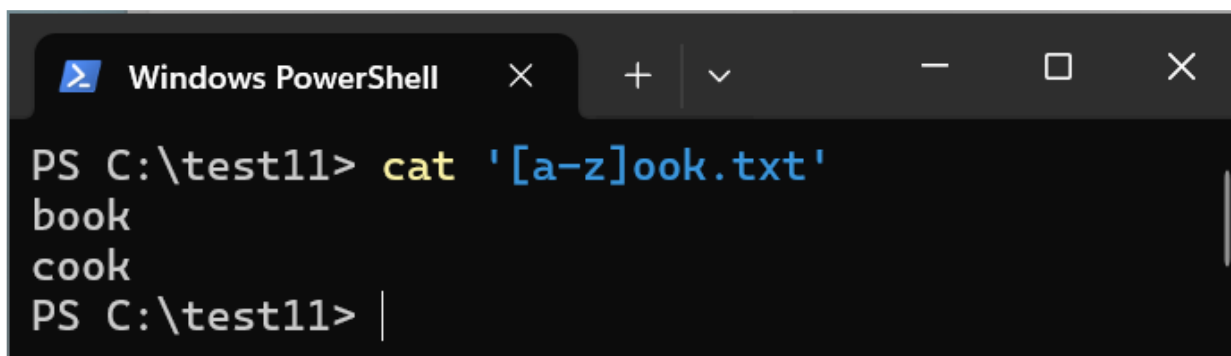 Windows PowerShell
PS C:\test11> cat '[a-z]ook.txt'
book
cook
PS C:\test11>